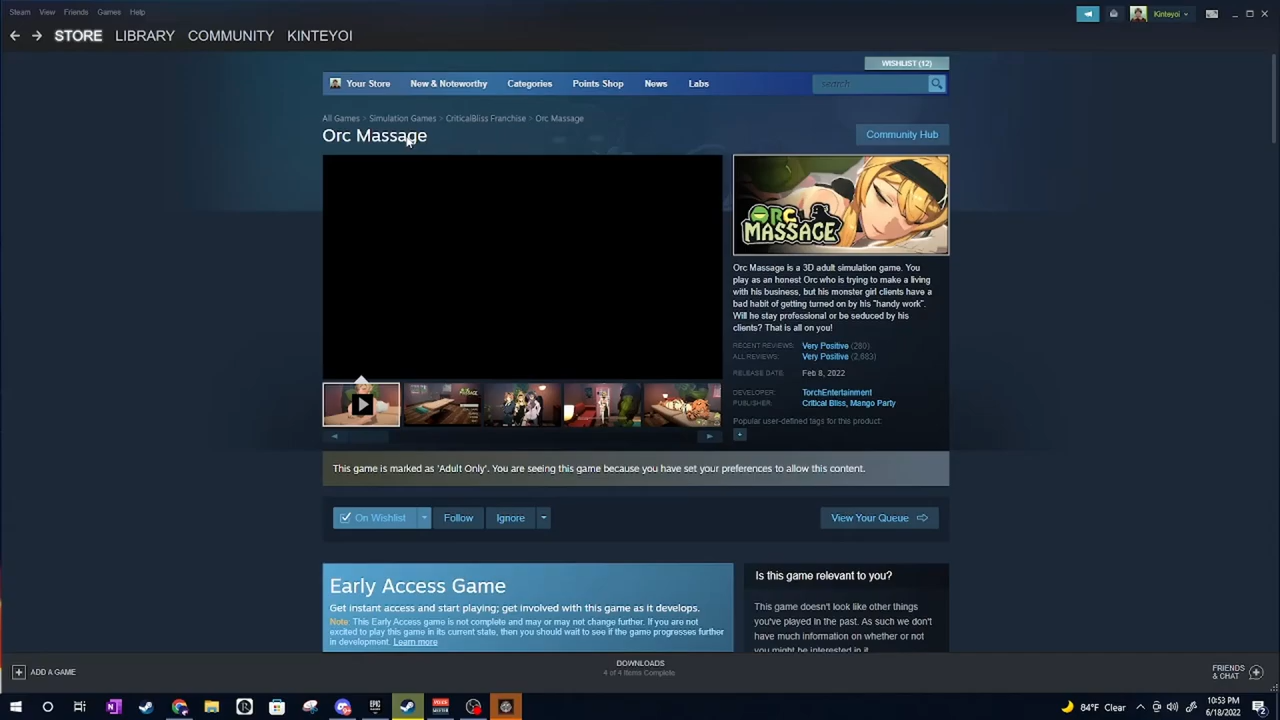 Steam View Friends Games Help
Kinteyoi
STORE LIBRARY COMMUNITY KINTEYOI
WISHLIST (12)
Your Store New & Noteworthy Categories Points Shop News Labs search
All Games > Simulation Games > CriticalBliss Franchise > Orc Massage
Orc Massage
Community Hub
ORC
MASSAGE
Orc Massage is a 3D adult simulation game. You
play as an honest Orc who is trying to make a living
with his business, but his monster girl clients have a
bad habit of getting turned on by his "handy work".
Will he stay professional or be seduced by his
clients? That is all on you!
RECENT REVIEWS: Very Positive (280)
ALL REVIEWS: Very Positive (2,683)
RELEASE DATE: Feb 8, 2022
DEVELOPER: TorchEntertainment
PUBLISHER: Critical Bliss, Mango Party
Popular user-defined tags for this product:
+
This game is marked as 'Adult Only'. You are seeing this game because you have set your preferences to allow this content.
On Wishlist Follow Ignore View Your Queue
Early Access Game
Get instant access and start playing; get involved with this game as it develops.
Note: This Early Access game is not complete and may or may not change further. If you are
not excited to play this game in its current state, then you should wait to see if the game progresses further
in development. Learn more
Is this game relevant to you?
This game doesn't look like other things
you've played in the past. As such we don't
have much information on whether or not
you might be interested in it.
ADD A GAME
DOWNLOADS
4 of 4 Items Complete
FRIENDS
& CHAT
84°F Clear
10:53 PM
6/18/2022